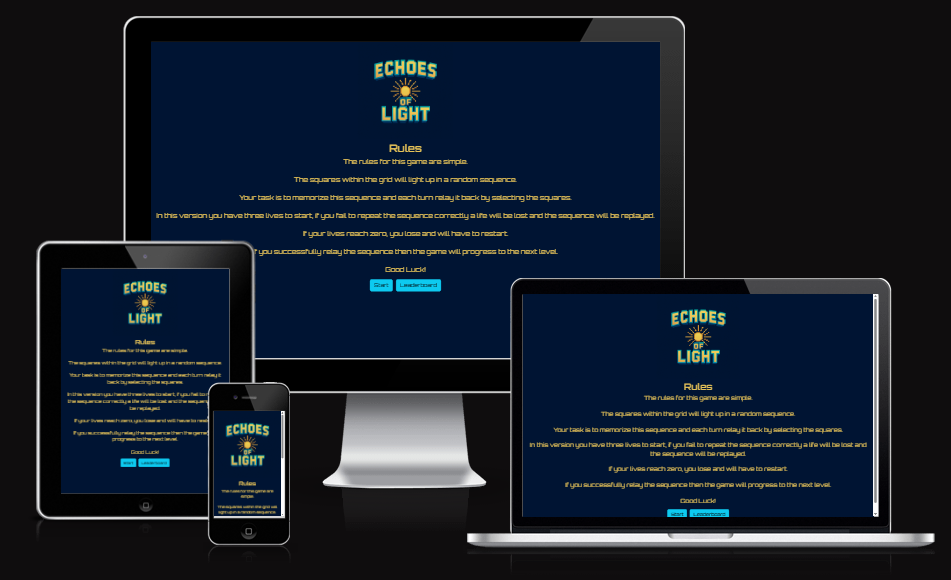 ECHOES
OF
LIGHT
Rules
The rules for this game are simple.
The squares within the grid will light up in a random sequence.
Your task is to memorize this sequence and each turn relay it back by selecting the squares.
In this version you have three lives to start, if you fail to repeat the sequence correctly a life will be lost and the sequence will be replayed.
If your lives reach zero, you lose and will have to restart.
f you successfully relay the sequence then the game will progress to the next level.
Good Luck!
Start Leaderboard
ECHOES
OF
LIGHT
Rules
The rules for this game are simple.
The squares within the grid will light up in a random sequence.
Your task is to memorize this sequence and each turn relay it
back by selecting the squares.
In this version you have three lives to start, if you fail to
the sequence correctly a life will be lost and the
be replayed.
If your lives reach zero, you lose and will have to
If you successfully relay the sequence then the
progress to the next level.
Good Luck!
Start Leaderboard
ECHOES
OF
LIGHT
Rules
The rules for this game are
simple.
The squares within the grid will
light up in a random sequence.
ECHOES
OF
LIGHT
Rules
The rules for this game are simple.
The squares within the grid will light up in a random sequence.
Your task is to memorize this sequence and each turn relay it back by selecting the squares.
In this version you have three lives to start, if you fail to repeat the sequence correctly a life will be lost and
the sequence will be replayed.
If your lives reach zero, you lose and will have to restart.
If you successfully relay the sequence then the game will progress to the next level.
Good Luck!
Start Leaderboard